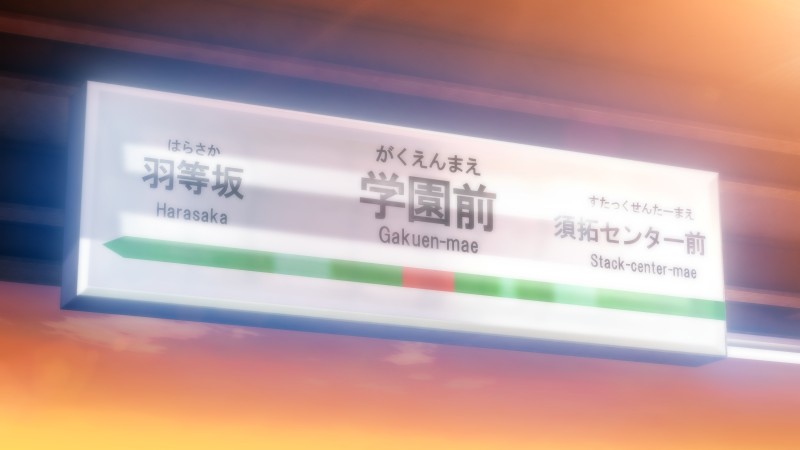 はらさか
羽等坂
Harasaka
がくえんまえ
学園前
Gakuen-mae
すたっくせんたーまえ
須拓センター前
Stack-center-mae